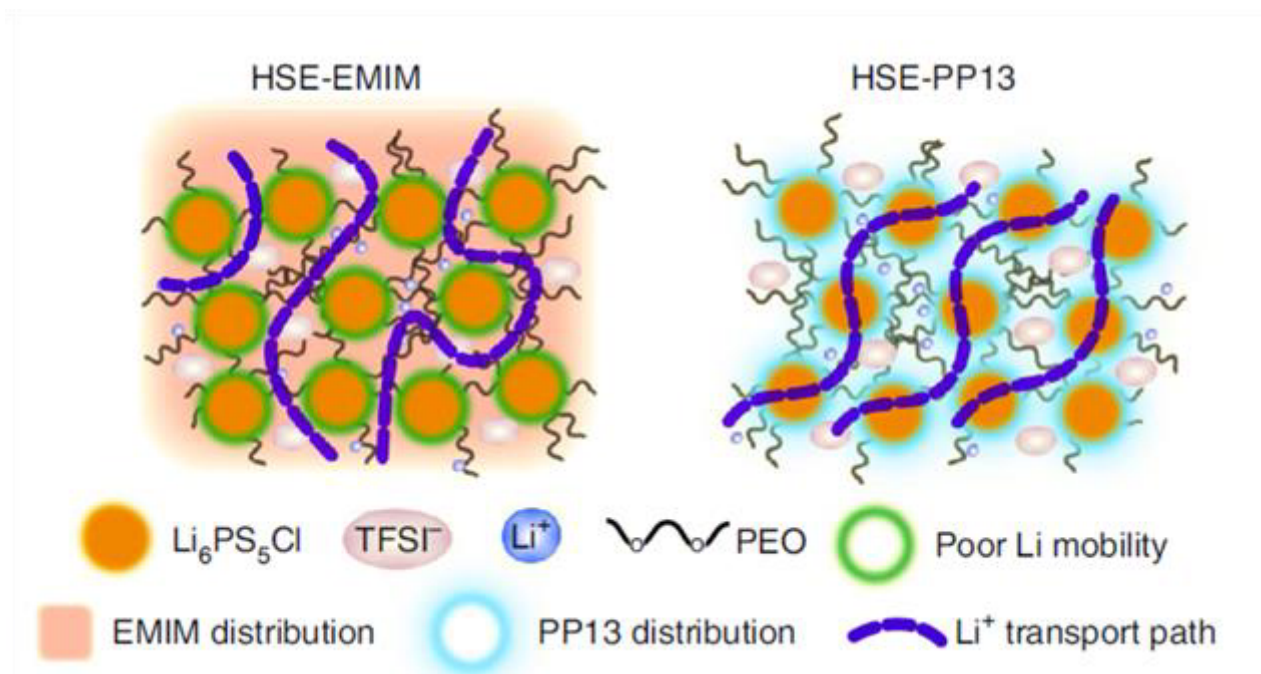 HSE-EMIM
HSE-PP13
Li₆PS₅Cl
TFSI⁻
Li⁺
PEO
Poor Li mobility
EMIM distribution
PP13 distribution
Li⁺ transport path